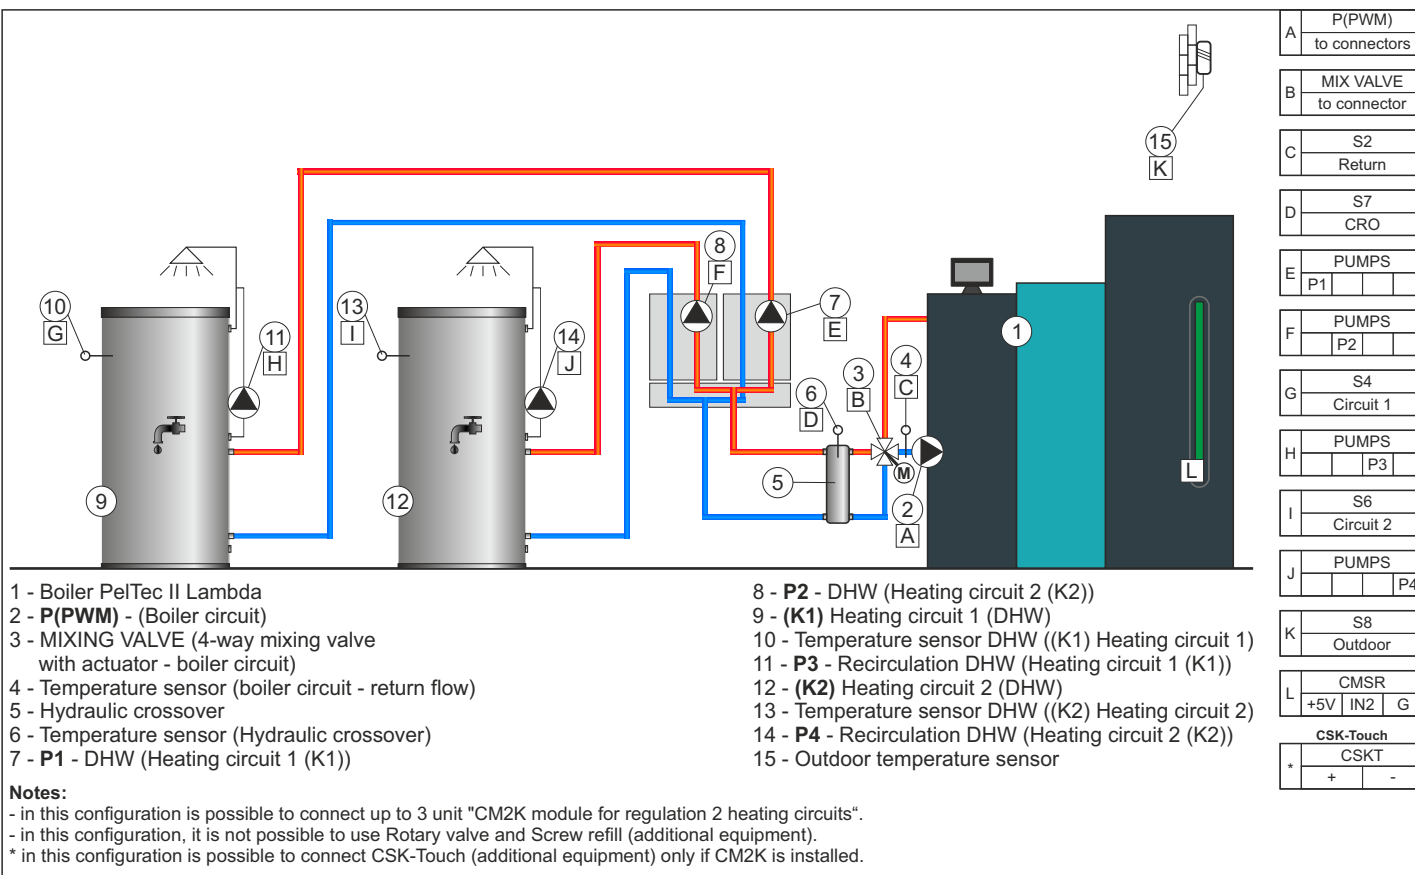 15
K
8
F
10
G
13
I
11
H
14
J
7
E
1
3
B
4
C
6
D
M
L
5
9
12
2
A
A
P(PWM)
to connectors
B
MIX VALVE
to connector
C
S2
Return
D
S7
CRO
E
PUMPS
P1
F
PUMPS
P2
G
S4
Circuit 1
H
PUMPS
P3
I
S6
Circuit 2
J
PUMPS
P4
K
S8
Outdoor
L
CMSR
+5V IN2 G
CSK-Touch
*
CSKT
+ -
1 - Boiler PelTec II Lambda
2 - P(PWM) - (Boiler circuit)
3 - MIXING VALVE (4-way mixing valve
with actuator - boiler circuit)
4 - Temperature sensor (boiler circuit - return flow)
5 - Hydraulic crossover
6 - Temperature sensor (Hydraulic crossover)
7 - P1 - DHW (Heating circuit 1 (K1))
8 - P2 - DHW (Heating circuit 2 (K2))
9 - (K1) Heating circuit 1 (DHW)
10 - Temperature sensor DHW ((K1) Heating circuit 1)
11 - P3 - Recirculation DHW (Heating circuit 1 (K1))
12 - (K2) Heating circuit 2 (DHW)
13 - Temperature sensor DHW ((K2) Heating circuit 2)
14 - P4 - Recirculation DHW (Heating circuit 2 (K2))
15 - Outdoor temperature sensor
Notes:
- in this configuration is possible to connect up to 3 unit "CM2K module for regulation 2 heating circuits“.
- in this configuration, it is not possible to use Rotary valve and Screw refill (additional equipment).
* in this configuration is possible to connect CSK-Touch (additional equipment) only if CM2K is installed.